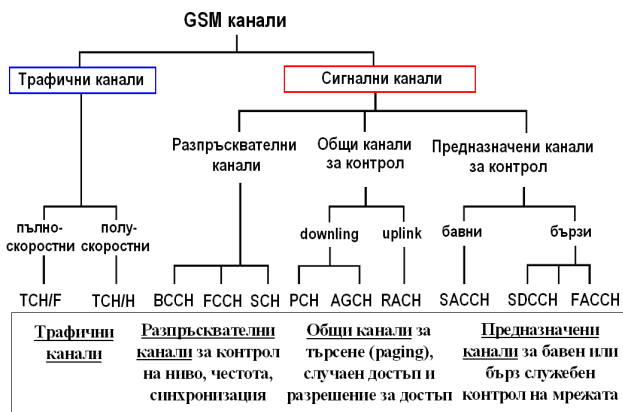 GSM канали
Трафични канали
Сигнални канали
Разпръсквателни
канали
Общи канали
за контрол
Предназначени канали
за контрол
пълно-
скоростни
полу-
скоростни
downling
uplink
бавни
бързи
TCH/F
TCH/H
BCCH
FCCH
SCH
PCH
AGCH
RACH
SACCH
SDCCH
FACCH
Трафични
канали
Разпръсквателни
канали за контрол
на ниво, честота,
синхронизация
Общи канали за
търсене (paging),
случаен достъп и
разрешение за достъп
Предназначени
канали за бавен или
бърз служебен
контрол на мрежата